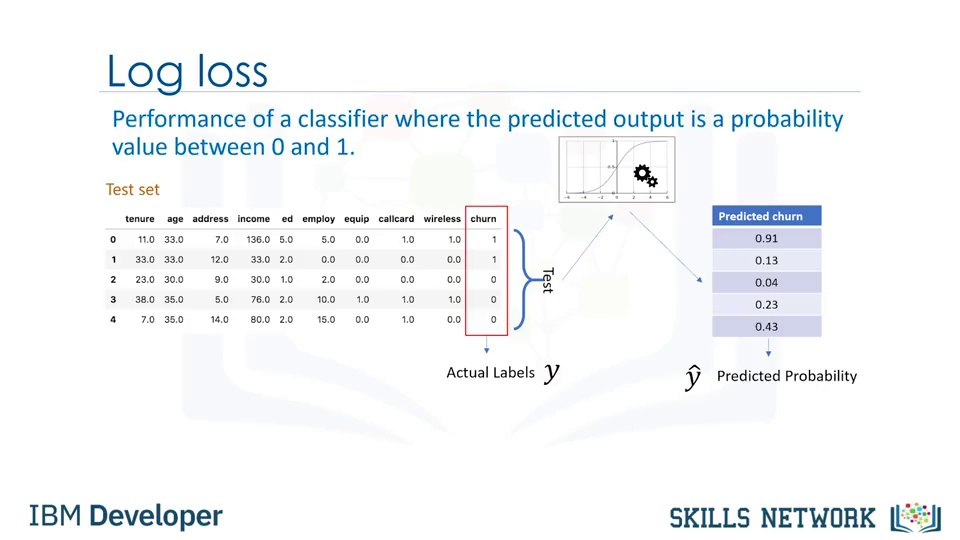 Log loss
Performance of a classifier where the predicted output is a probability
value between 0 and 1.
Test set
tenure age address income ed employ equip callcard wireless churn
0 11.0 33.0 7.0 136.0 5.0 5.0 0.0 1.0 1.0 1
1 33.0 33.0 12.0 33.0 2.0 0.0 0.0 0.0 0.0 1
2 23.0 30.0 9.0 30.0 1.0 2.0 0.0 0.0 0.0 0
3 38.0 35.0 5.0 76.0 2.0 10.0 1.0 1.0 1.0 0
4 7.0 35.0 14.0 80.0 2.0 15.0 0.0 1.0 0.0 0
Test
Predicted churn
0.91
0.13
0.04
0.23
0.43
Actual Labels y
ŷ Predicted Probability
IBM Developer
SKILLS NETWORK